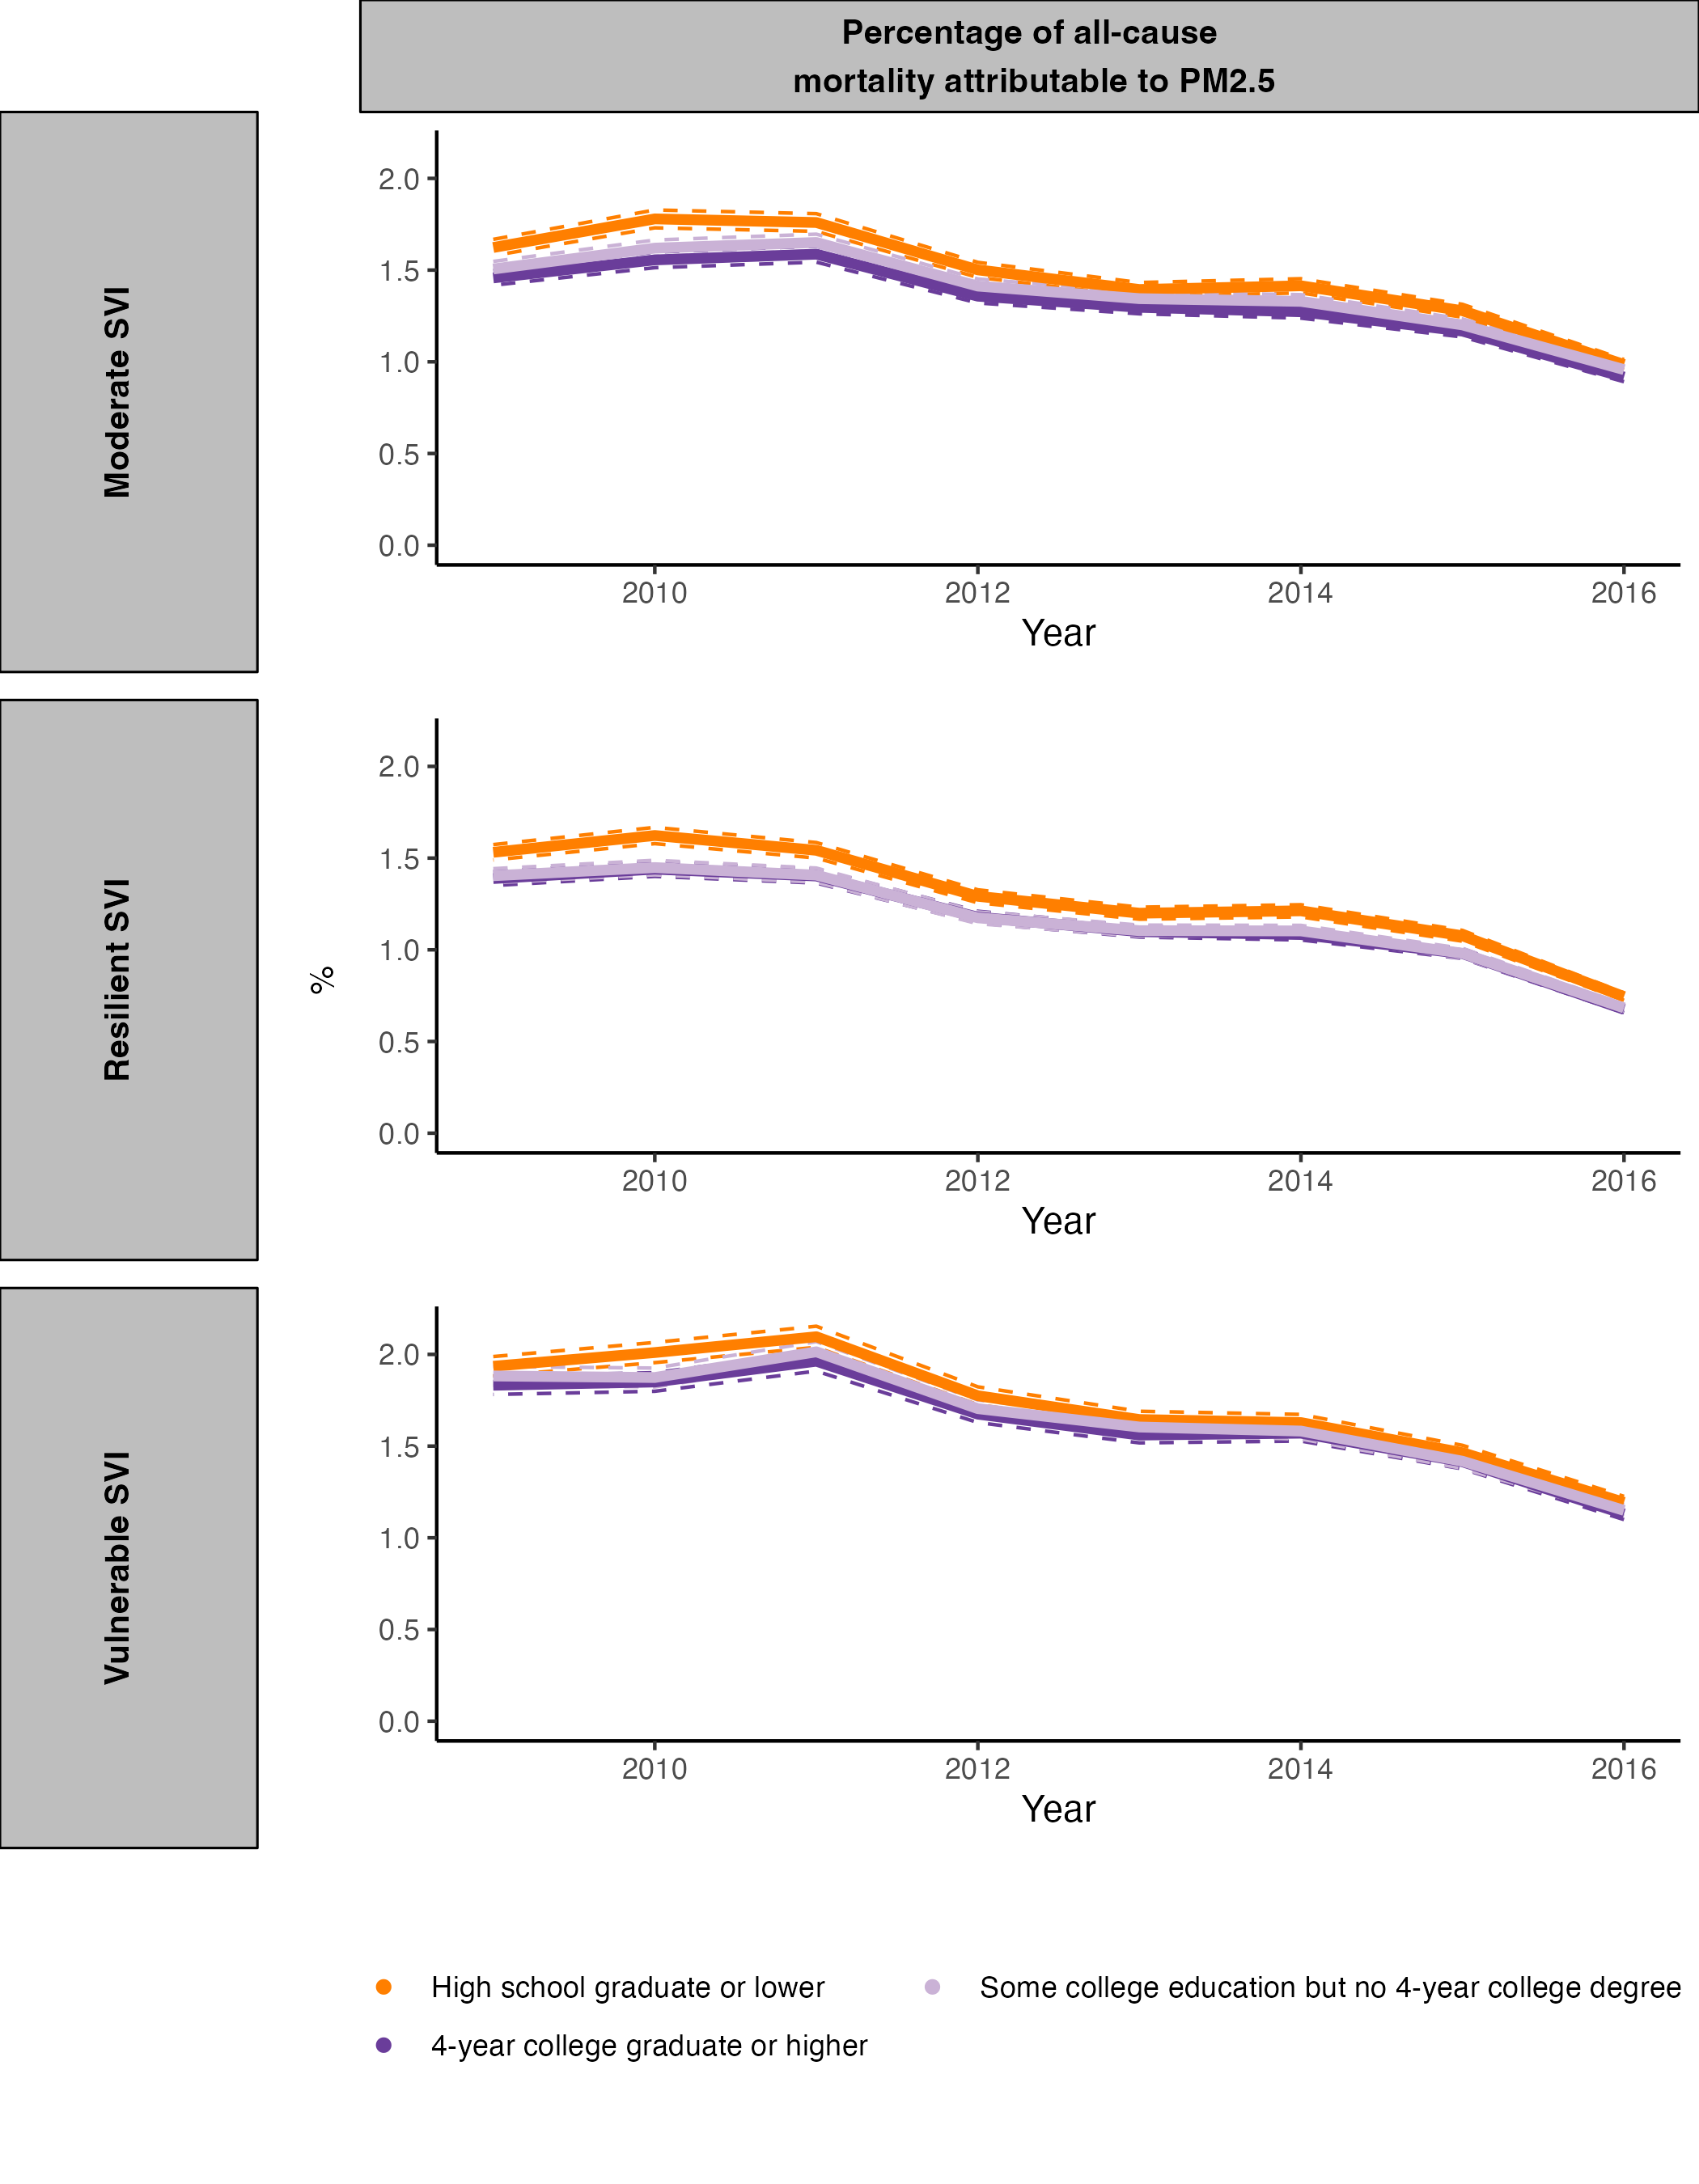 Percentage of all-cause
mortality attributable to PM2.5
Moderate SVI
2.0
1.5
1.0
0.5
0.0
2010 2012 2014 2016
Year
Resilient SVI
%
2.0
1.5
1.0
0.5
0.0
2010 2012 2014 2016
Year
Vulnerable SVI
2.0
1.5
1.0
0.5
0.0
2010 2012 2014 2016
Year
High school graduate or lower
Some college education but no 4-year college degree
4-year college graduate or higher